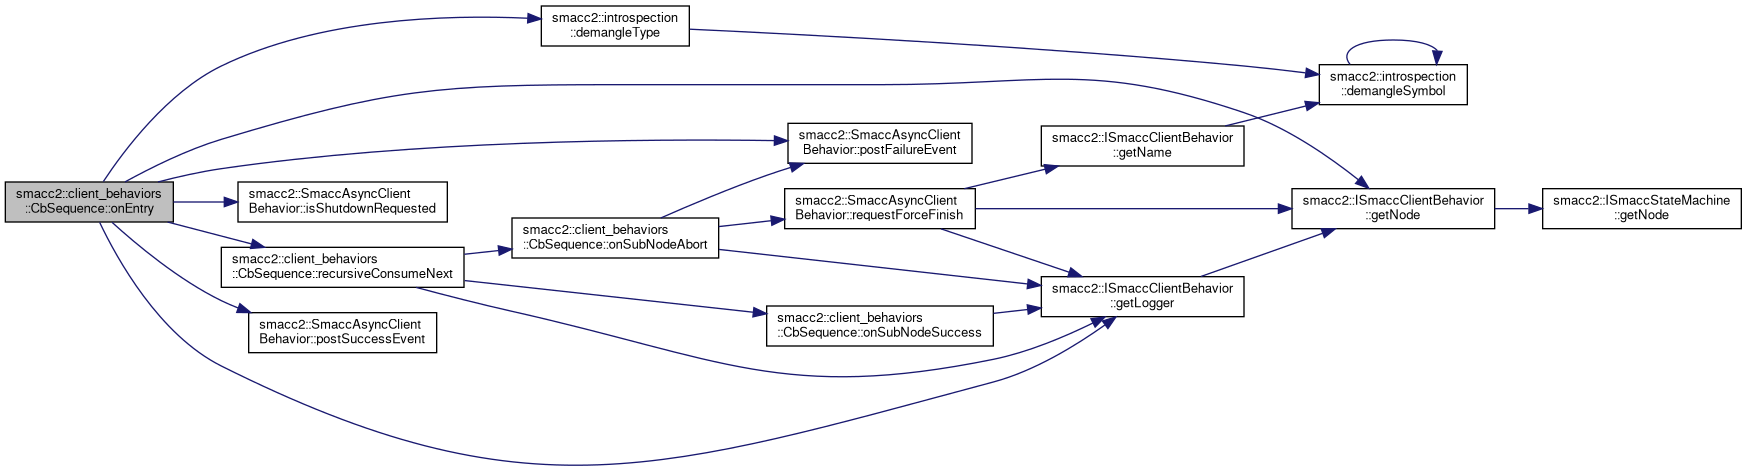 smacc2::client_behaviors
::CbSequence::onEntry
smacc2::introspection
::demangleType
smacc2::introspection
::demangleSymbol
smacc2::ISmaccClientBehavior
::getNode
smacc2::ISmaccStateMachine
::getNode
smacc2::SmaccAsyncClient
Behavior::postFailureEvent
smacc2::SmaccAsyncClient
Behavior::isShutdownRequested
smacc2::client_behaviors
::CbSequence::recursiveConsumeNext
smacc2::client_behaviors
::CbSequence::onSubNodeAbort
smacc2::SmaccAsyncClient
Behavior::requestForceFinish
smacc2::ISmaccClientBehavior
::getName
smacc2::ISmaccClientBehavior
::getLogger
smacc2::client_behaviors
::CbSequence::onSubNodeSuccess
smacc2::SmaccAsyncClient
Behavior::postSuccessEvent